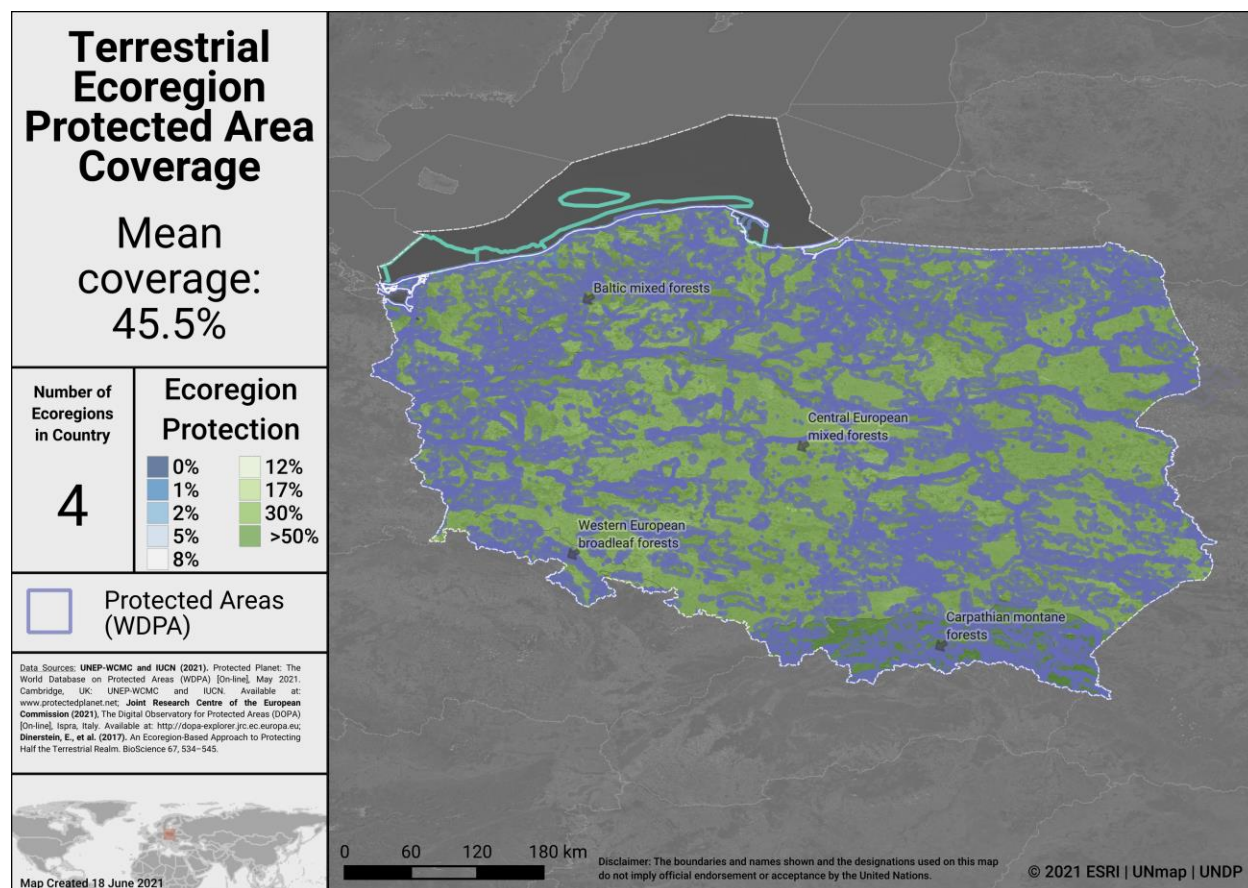 Terrestrial
Ecoregion
Protected Area
Coverage
Mean
coverage:
45.5%
Number of
Ecoregions
in Country
4
Ecoregion
Protection
0%
1%
2%
5%
8%
12%
17%
30%
>50%
Protected Areas
(WDPA)
Data Sources: UNEP-WCMC and IUCN (2021). Protected Planet: The
World Database on Protected Areas (WDPA) [On-line], May 2021.
Cambridge, UK: UNEP-WCMC and IUCN. Available at:
www.protectedplanet.net; Joint Research Centre of the European
Commission (2021), The Digital Observatory for Protected Areas (DOPA)
[On-line], Ispra, Italy. Available at: http://dopa-explorer.jrc.ec.europa.eu;
Dinerstein, E., et al. (2017). An Ecoregion-Based Approach to Protecting
Half the Terrestrial Realm. BioScience 67, 534–545.
Map Created 18 June 2021
Baltic mixed forests
Central European
mixed forests
Western European
broadleaf forests
Carpathian montane
forests
0 60 120 180 km
Disclaimer: The boundaries and names shown and the designations used on this map
do not imply official endorsement or acceptance by the United Nations.
© 2021 ESRI | UNmap | UNDP